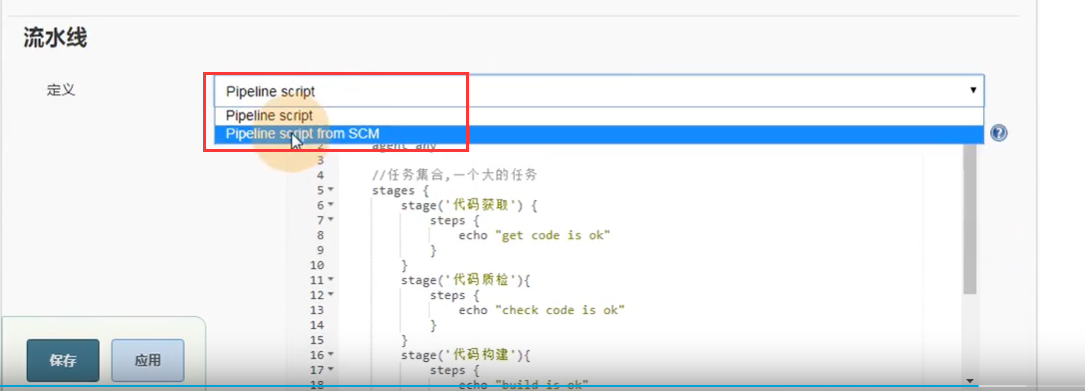 流水线
定义
Pipeline script
Pipeline script
Pipeline script from SCM
2 agent any
3
4 //任务集合,一个大的任务
5 stages {
6 stage('代码获取') {
7 steps {
8 echo "get code is ok"
9 }
10 }
11 stage('代码质检'){
12 steps {
13 echo "check code is ok"
14 }
15 }
16 stage('代码构建'){
17 steps {
18 echo "build is ok"
保存
应用